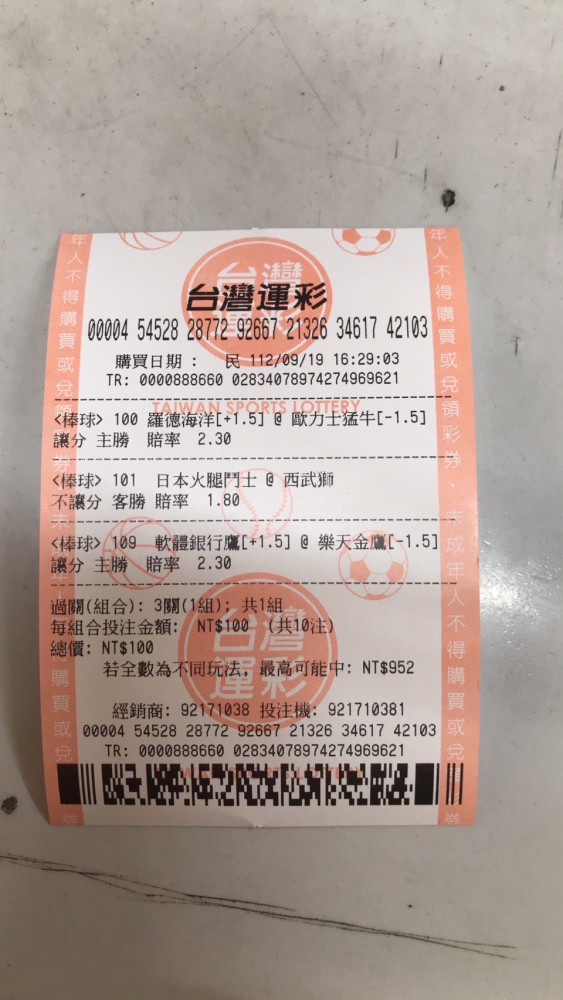 台灣運彩
00004 54528 28772 92667 21326 34617 42103
購買日期 : 民 112/09/19 16:29:03
TR: 0000888660 02834078974274969621
TAIWAN SPORTS LOTTERY
<棒球> 100 羅德海洋[+1.5] @ 歐力士猛牛[-1.5]
讓分 主勝 賠率 2.30
<棒球> 101 日本火腿鬥士 @ 西武獅
不讓分 客勝 賠率 1.80
<棒球> 109 軟體銀行鷹[+1.5] @ 樂天金鷹[-1.5]
讓分 主勝 賠率 2.30
過關(組合): 3關(1組); 共1組
每組合投注金額: NT$100 (共10注)
總價: NT$100
若全數為不同玩法, 最高可能中: NT$952
經銷商: 92171038 投注機: 921710381
00004 54528 28772 92667 21326 34617 42103
TR: 0000888660 02834078974274969621
年人不得購買或兌領彩券、未成年人不得購買或兌